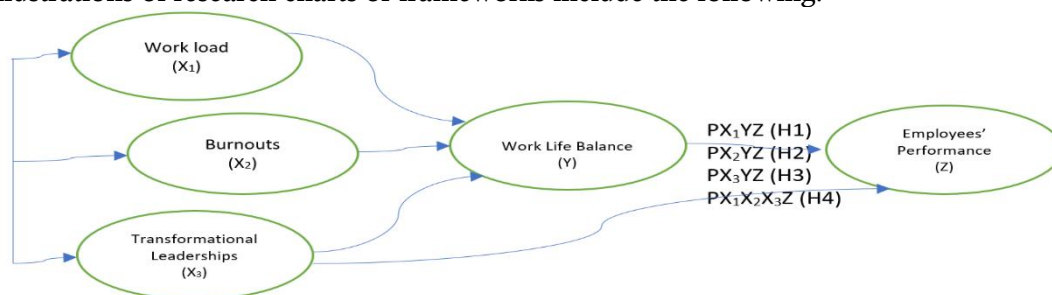 illustrations of research charts or frameworks include the following:
Work load
(X₁)
Burnouts
(X₂)
Transformational
Leaderships
(X₃)
Work Life Balance
(Y)
PX₁YZ (H1)
PX₂YZ (H2)
PX₃YZ (H3)
PX₁X₂X₃Z (H4)
Employees'
Performance
(Z)